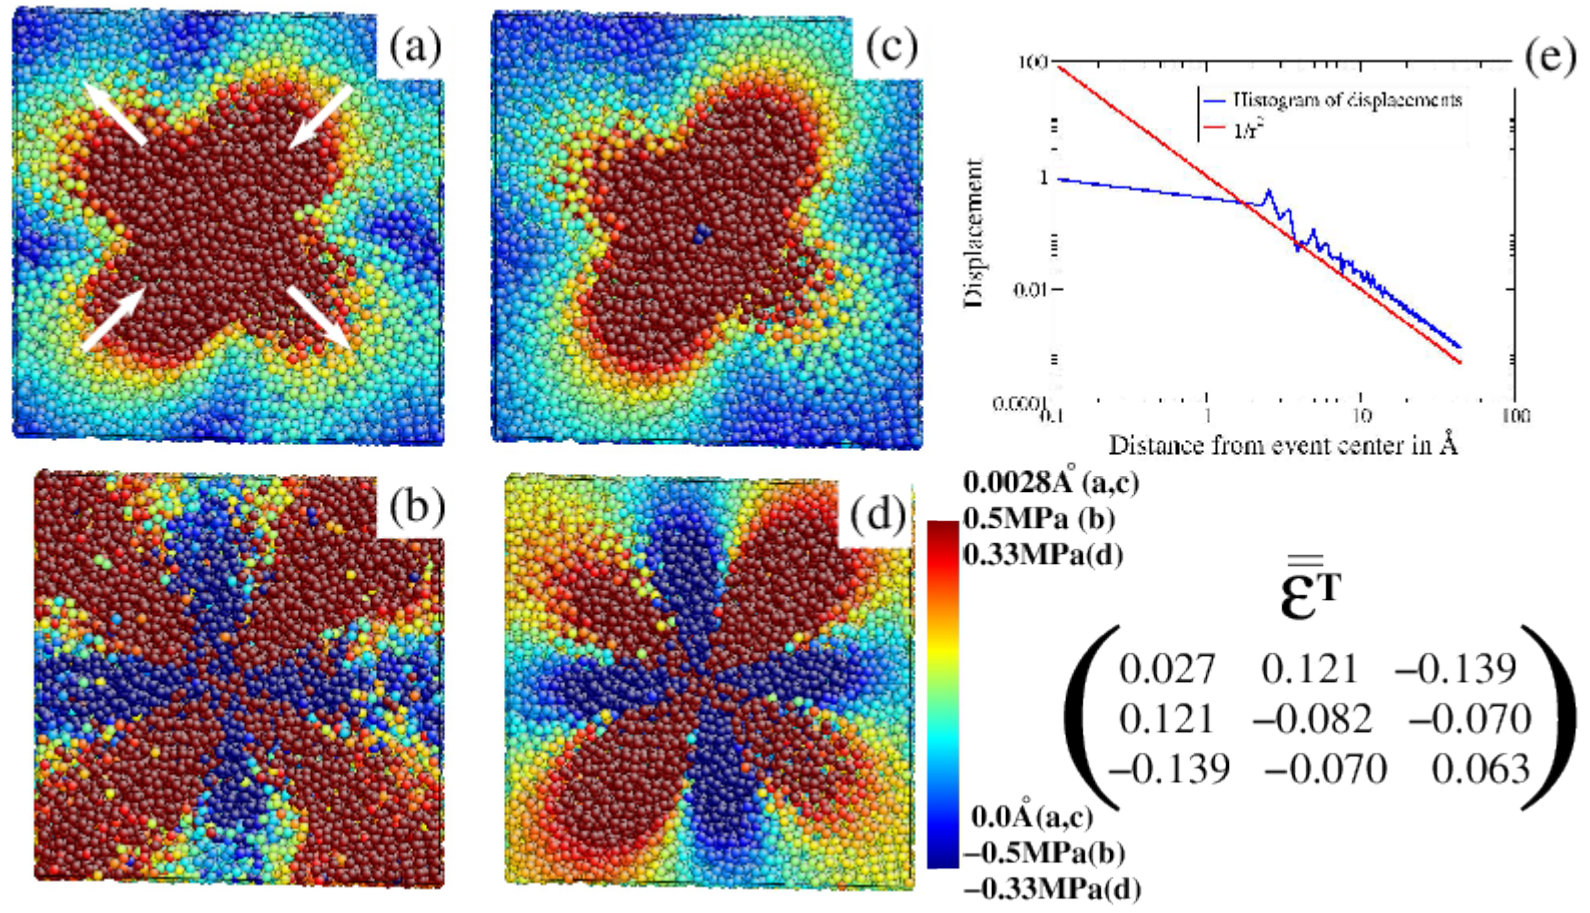 (a)
(c)
(e)
100
Histogram of displacements
1/r²
1
0.01
0.0001
Displacement
0.1
1
10
100
Distance from event center in Å
(b)
(d)
0.0028Å (a,c)
0.5MPa (b)
0.33MPa(d)
0.0Å(a,c)
−0.5MPa(b)
−0.33MPa(d)
ε̿ᵀ
0.027 0.121 −0.139
0.121 −0.082 −0.070
−0.139 −0.070 0.063